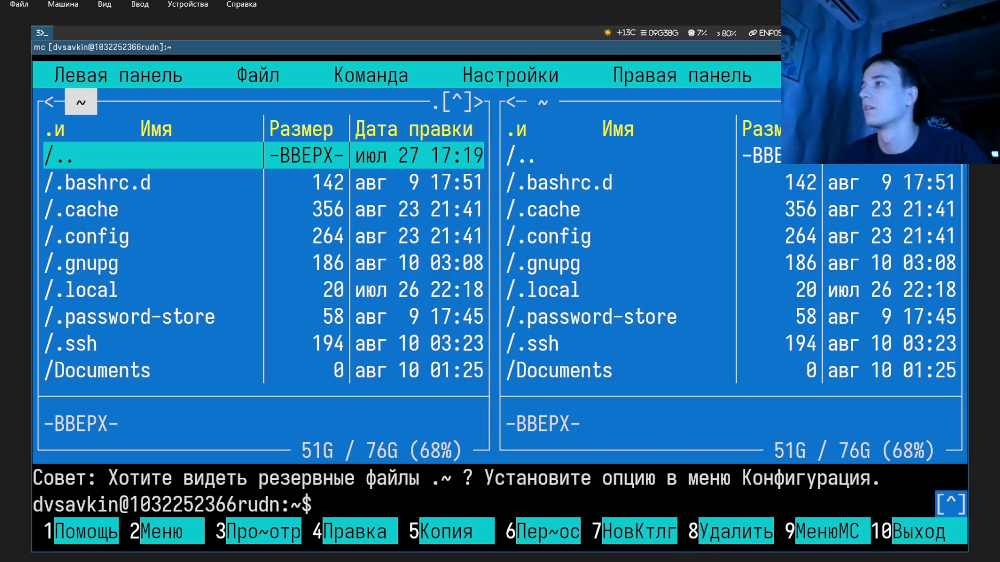 Файл Машина Вид Ввод Устройства Справка
3>_ +13C 09G38G 7% 3 80% ENP0S
mc [dvsavkin@1032252366rudn]:~
Левая панель Файл Команда Настройки Правая панель
<- ~ .[^]> <- ~
.и Имя Размер Дата правки .и Имя Разм
/.. -ВВЕРХ- июл 27 17:19 /.. -ВВЕ
/.bashrc.d 142 авг 9 17:51 /.bashrc.d 142 авг 9 17:51
/.cache 356 авг 23 21:41 /.cache 356 авг 23 21:41
/.config 264 авг 23 21:41 /.config 264 авг 23 21:41
/.gnupg 186 авг 10 03:08 /.gnupg 186 авг 10 03:08
/.local 20 июл 26 22:18 /.local 20 июл 26 22:18
/.password-store 58 авг 9 17:45 /.password-store 58 авг 9 17:45
/.ssh 194 авг 10 03:23 /.ssh 194 авг 10 03:23
/Documents 0 авг 10 01:25 /Documents 0 авг 10 01:25
-ВВЕРХ- -ВВЕРХ-
51G / 76G (68%) 51G / 76G (68%)
Совет: Хотите видеть резервные файлы .~ ? Установите опцию в меню Конфигурация.
dvsavkin@1032252366rudn:~$ [^]
1Помощь 2Меню 3Про~отр 4Правка 5Копия 6Пер~ос 7НовКтлг 8Удалить 9МенюМС 10Выход